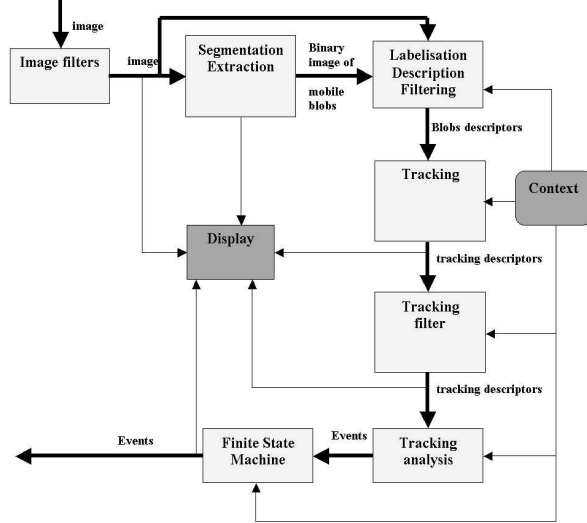 image
Image filters
image
Segmentation
Extraction
Binary
image of
mobile
blobs
Labelisation
Description
Filtering
Blobs descriptors
Tracking
Context
Display
tracking descriptors
Tracking
filter
tracking descriptors
Events
Finite State
Machine
Events
Tracking
analysis